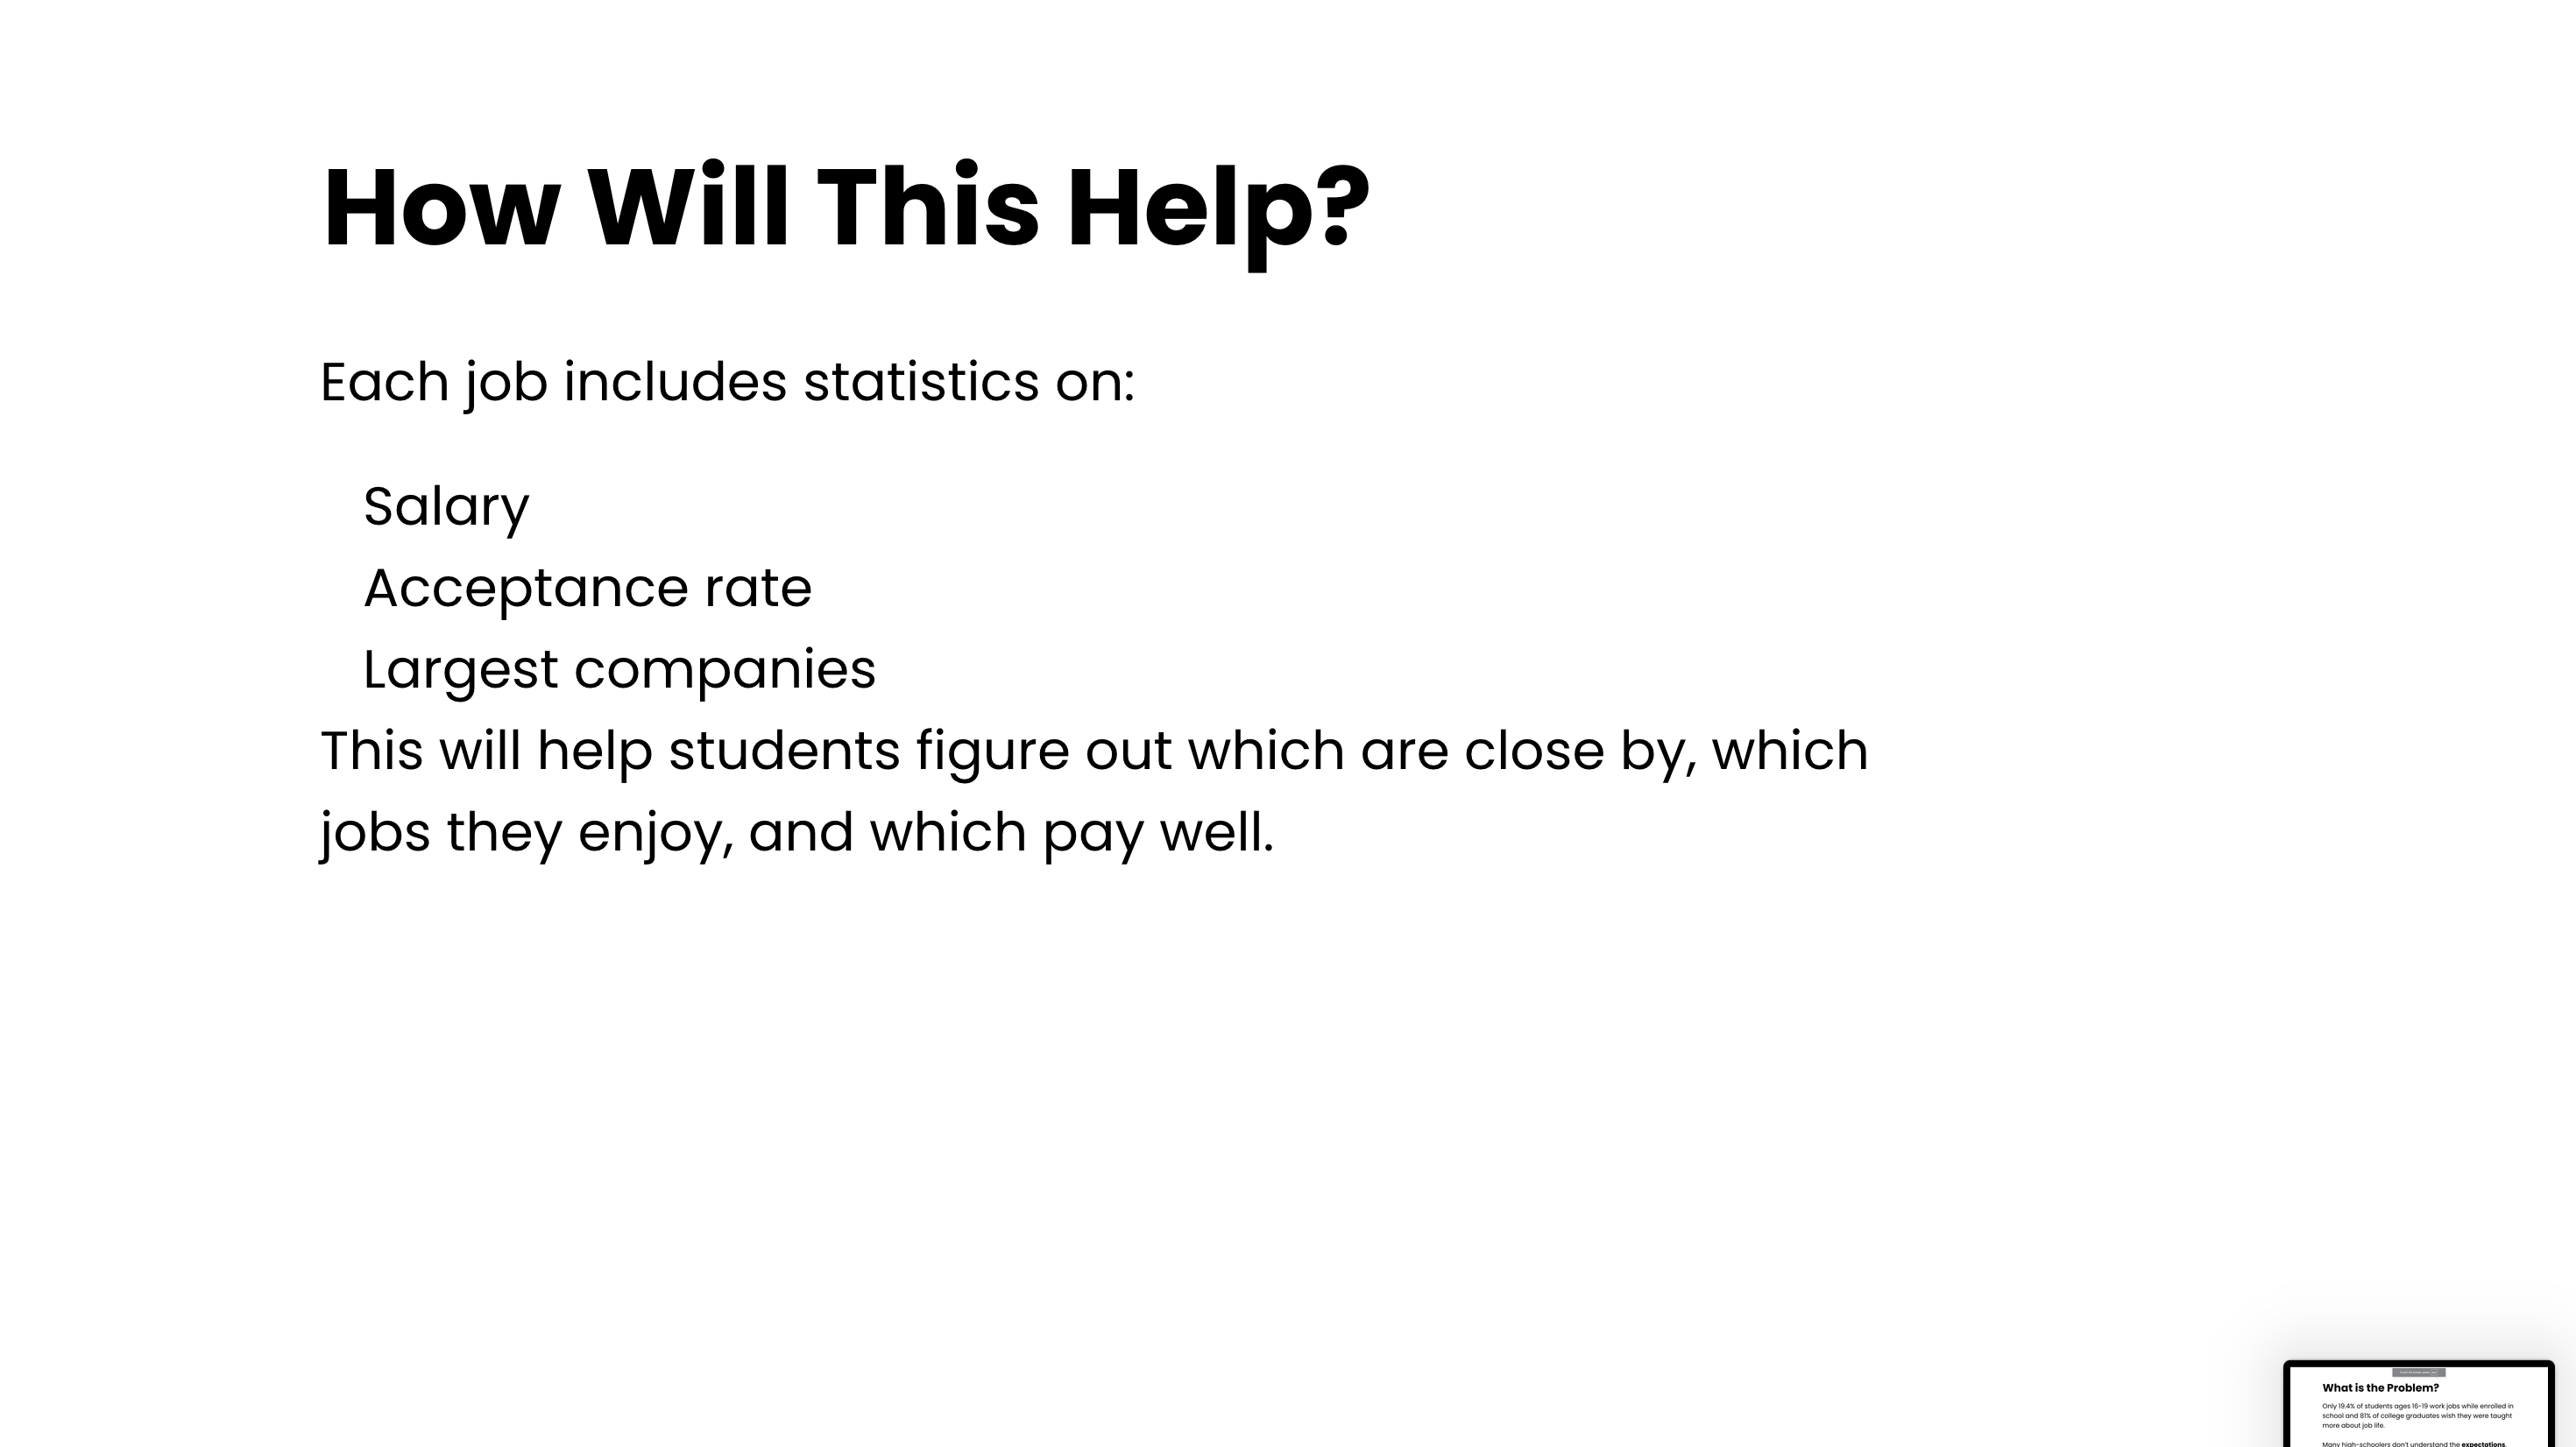 How Will This Help?
Each job includes statistics on:
Salary
Acceptance rate
Largest companies
This will help students figure out which are close by, which
jobs they enjoy, and which pay well.
What is the Problem?
Only 19.4% of students ages 16-19 work jobs while enrolled in
school and 81% of college graduates wish they were taught
more about job life.
Many high-schoolers don't understand the expectations,